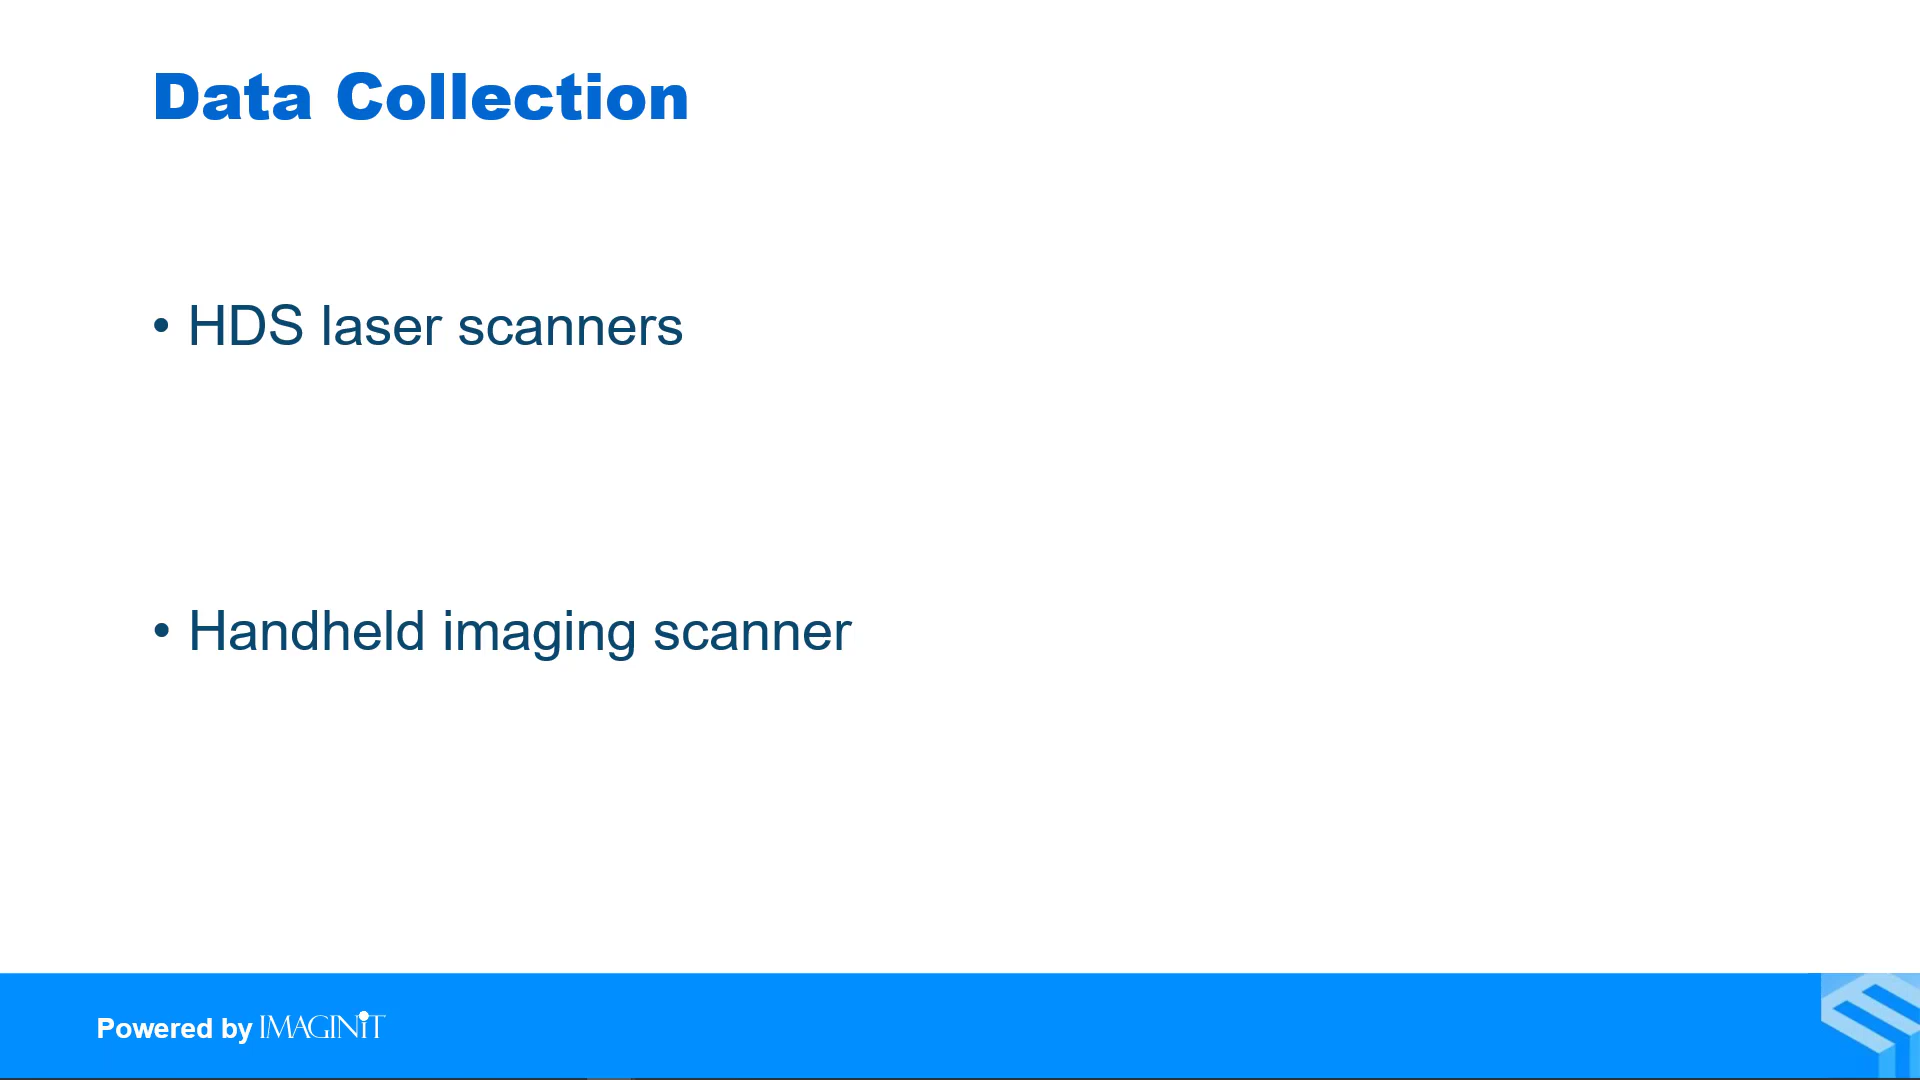 Data Collection
• HDS laser scanners
• Handheld imaging scanner
Powered by IMAGINiT